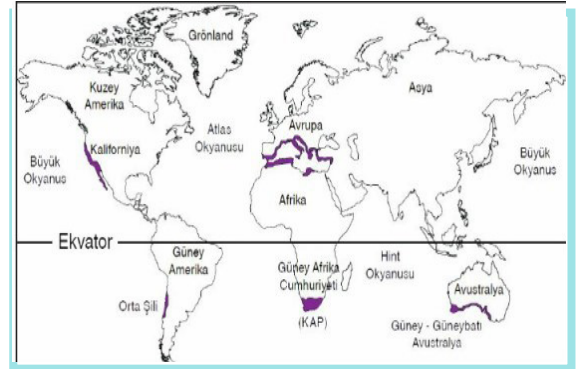 Grönland
Kuzey
Amerika
Asya
Atlas
Okyanusu
Avrupa
Kaliforniya
Büyük
Okyanus
Büyük
Okyanus
Afrika
Ekvator
Güney
Amerika
Güney Afrika
Cumhuriyeti
(KAP)
Hint
Okyanusu
Orta Şili
Avustralya
Güney - Güneybatı
Avustralya